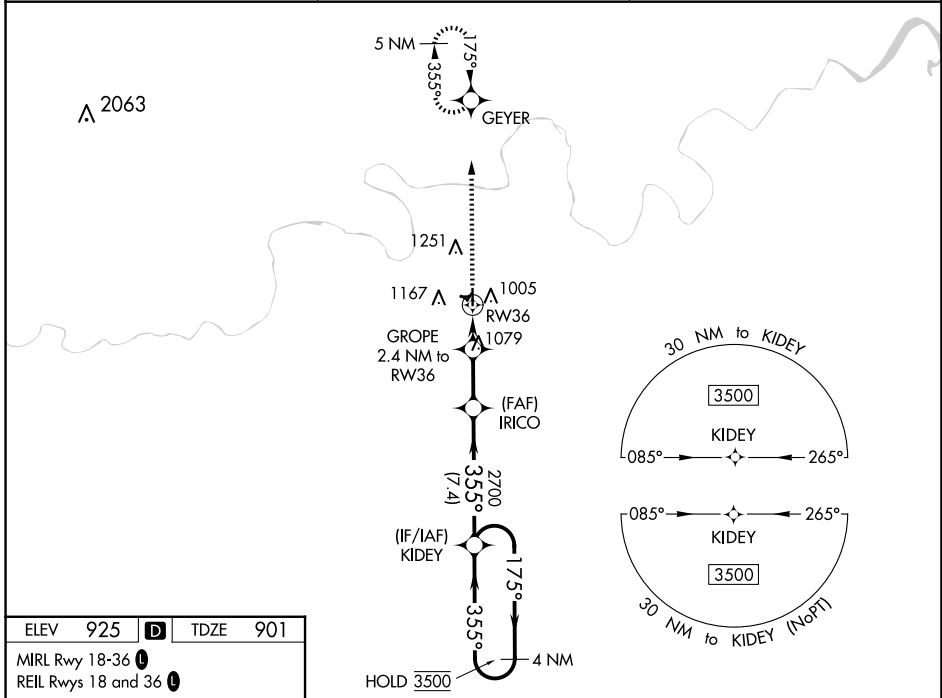 5 NM
175°
355°
GEYER
2063
1251
1167
1005
RW36
1079
GROPE
2.4 NM to
RW36
(FAF)
IRICO
2700
355°
(7.4)
(IF/IAF)
KIDEY
175°
355°
4 NM
HOLD 3500
30 NM to KIDEY
3500
KIDEY
085° 265°
085° 265°
KIDEY
3500
30 NM to KIDEY (NoPT)
ELEV 925 D TDZE 901
MIRL Rwy 18-36 L
REIL Rwys 18 and 36 L